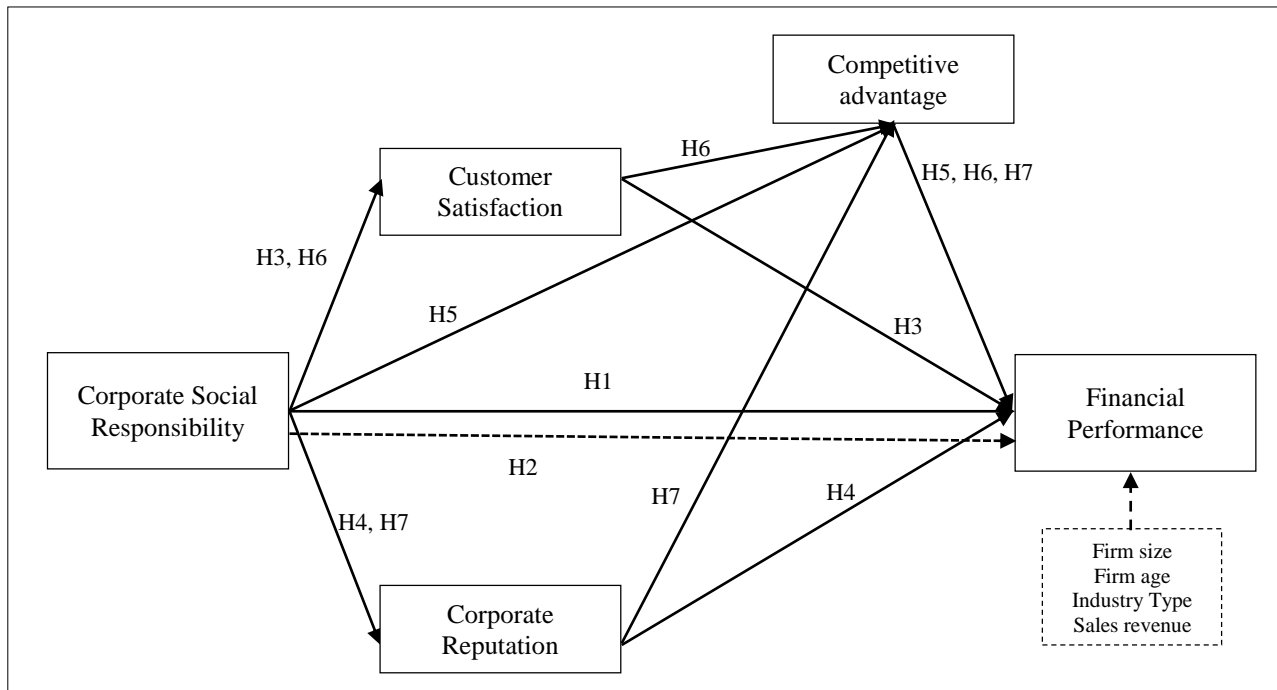 Competitive
advantage
H6
Customer
Satisfaction
H5, H6, H7
H3, H6
H5
H3
Corporate Social
Responsibility
H1
Financial
Performance
H2
H7
H4
H4, H7
Firm size
Firm age
Industry Type
Sales revenue
Corporate
Reputation